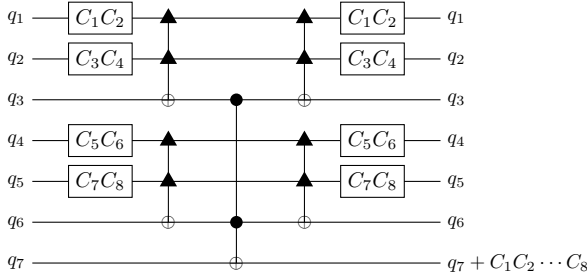 q₁ C₁C₂ C₁C₂ q₁
q₂ C₃C₄ C₃C₄ q₂
q₃ q₃
q₄ C₅C₆ C₅C₆ q₄
q₅ C₇C₈ C₇C₈ q₅
q₆ q₆
q₇ q₇ + C₁C₂ ⋯ C₈